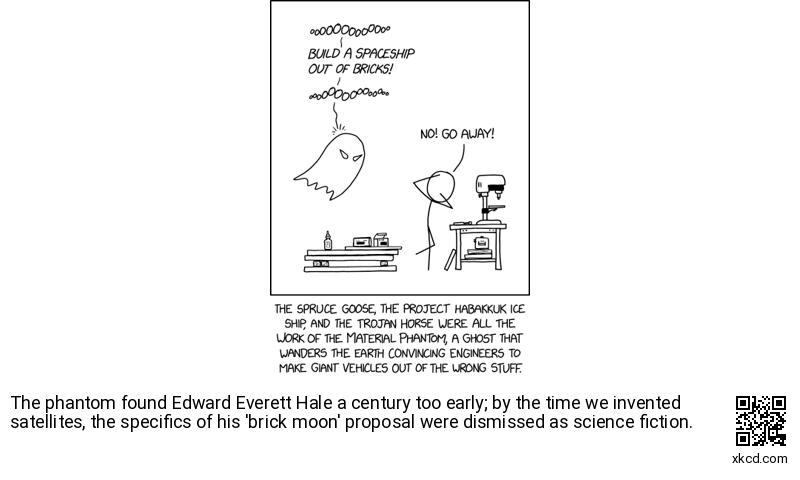 ooOOOOooOOoo
BUILD A SPACESHIP
OUT OF BRICKS!
ooOOOOooOOooo
NO! GO AWAY!
THE SPRUCE GOOSE, THE PROJECT HABAKKUK ICE
SHIP, AND THE TROJAN HORSE WERE ALL THE
WORK OF THE MATERIAL PHANTOM, A GHOST THAT
WANDERS THE EARTH CONVINCING ENGINEERS TO
MAKE GIANT VEHICLES OUT OF THE WRONG STUFF.
The phantom found Edward Everett Hale a century too early; by the time we invented
satellites, the specifics of his 'brick moon' proposal were dismissed as science fiction.
xkcd.com